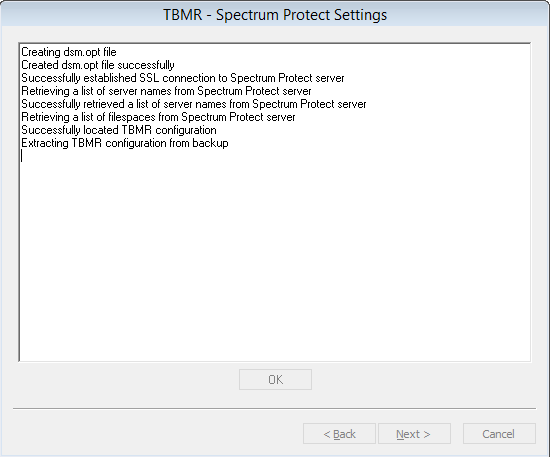 TBMR - Spectrum Protect Settings
Creating dsm.opt file
Created dsm.opt file successfully
Successfully established SSL connection to Spectrum Protect server
Retrieving a list of server names from Spectrum Protect server
Successfully retrieved a list of server names from Spectrum Protect server
Retrieving a list of filespaces from Spectrum Protect server
Successfully located TBMR configuration
Extracting TBMR configuration from backup
OK
< Back Next > Cancel